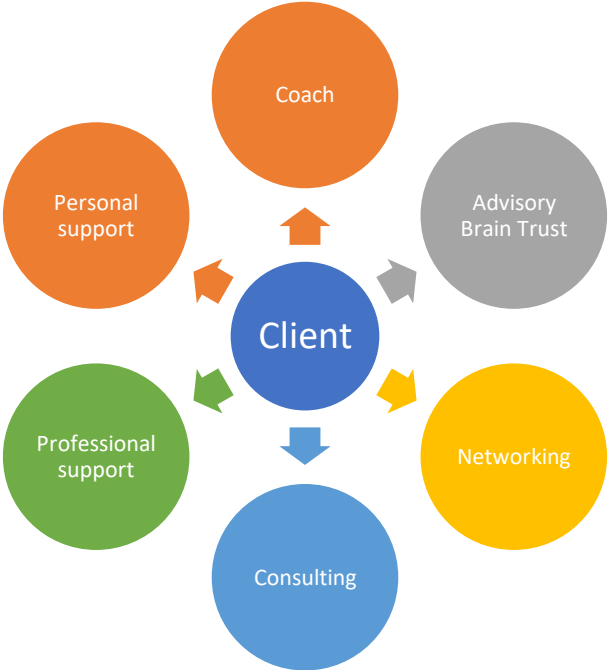 Coach
Personal
support
Advisory
Brain Trust
Client
Professional
support
Networking
Consulting